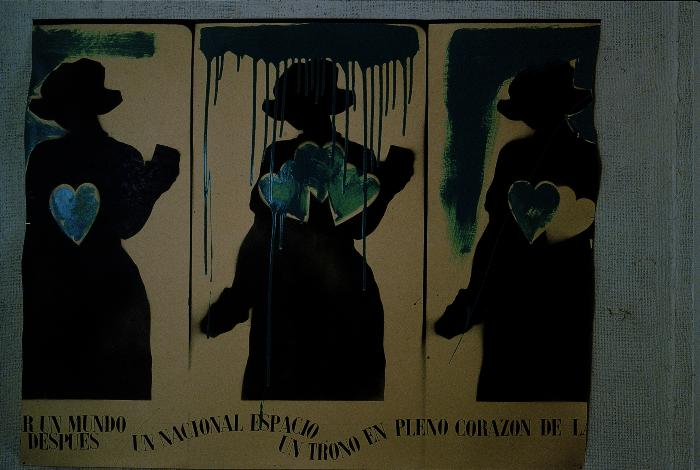 R UN MUNDO
DESPUES
UN NACIONAL ESPACIO
UN TRONO EN PLENO CORAZON DE L